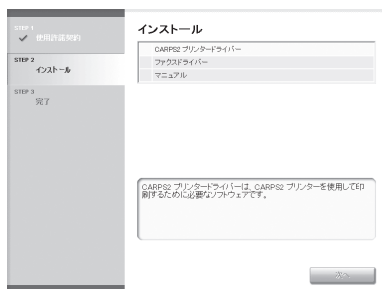 STEP 1
使用許諾契約
STEP 2
インストール
STEP 3
完了
インストール
CARPS2 プリンタードライバー
ファクスドライバー
マニュアル
CARPS2 プリンタードライバーは、CARPS2 プリンターを使用して印
刷するために必要なソフトウェアです。
次へ